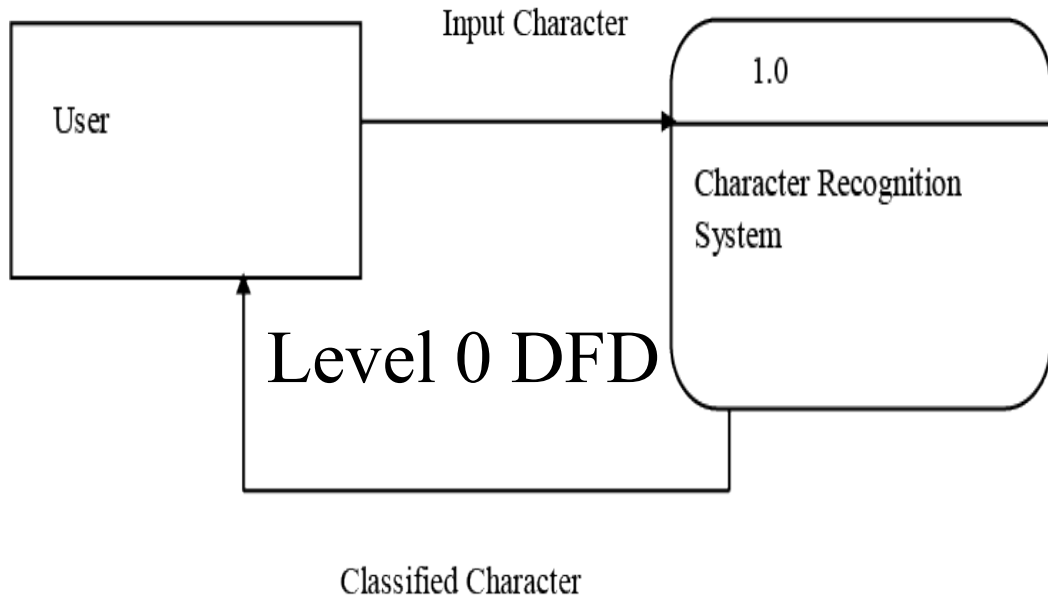 Input Character
1.0
User
Character Recognition
System
Level 0 DFD
Classified Character